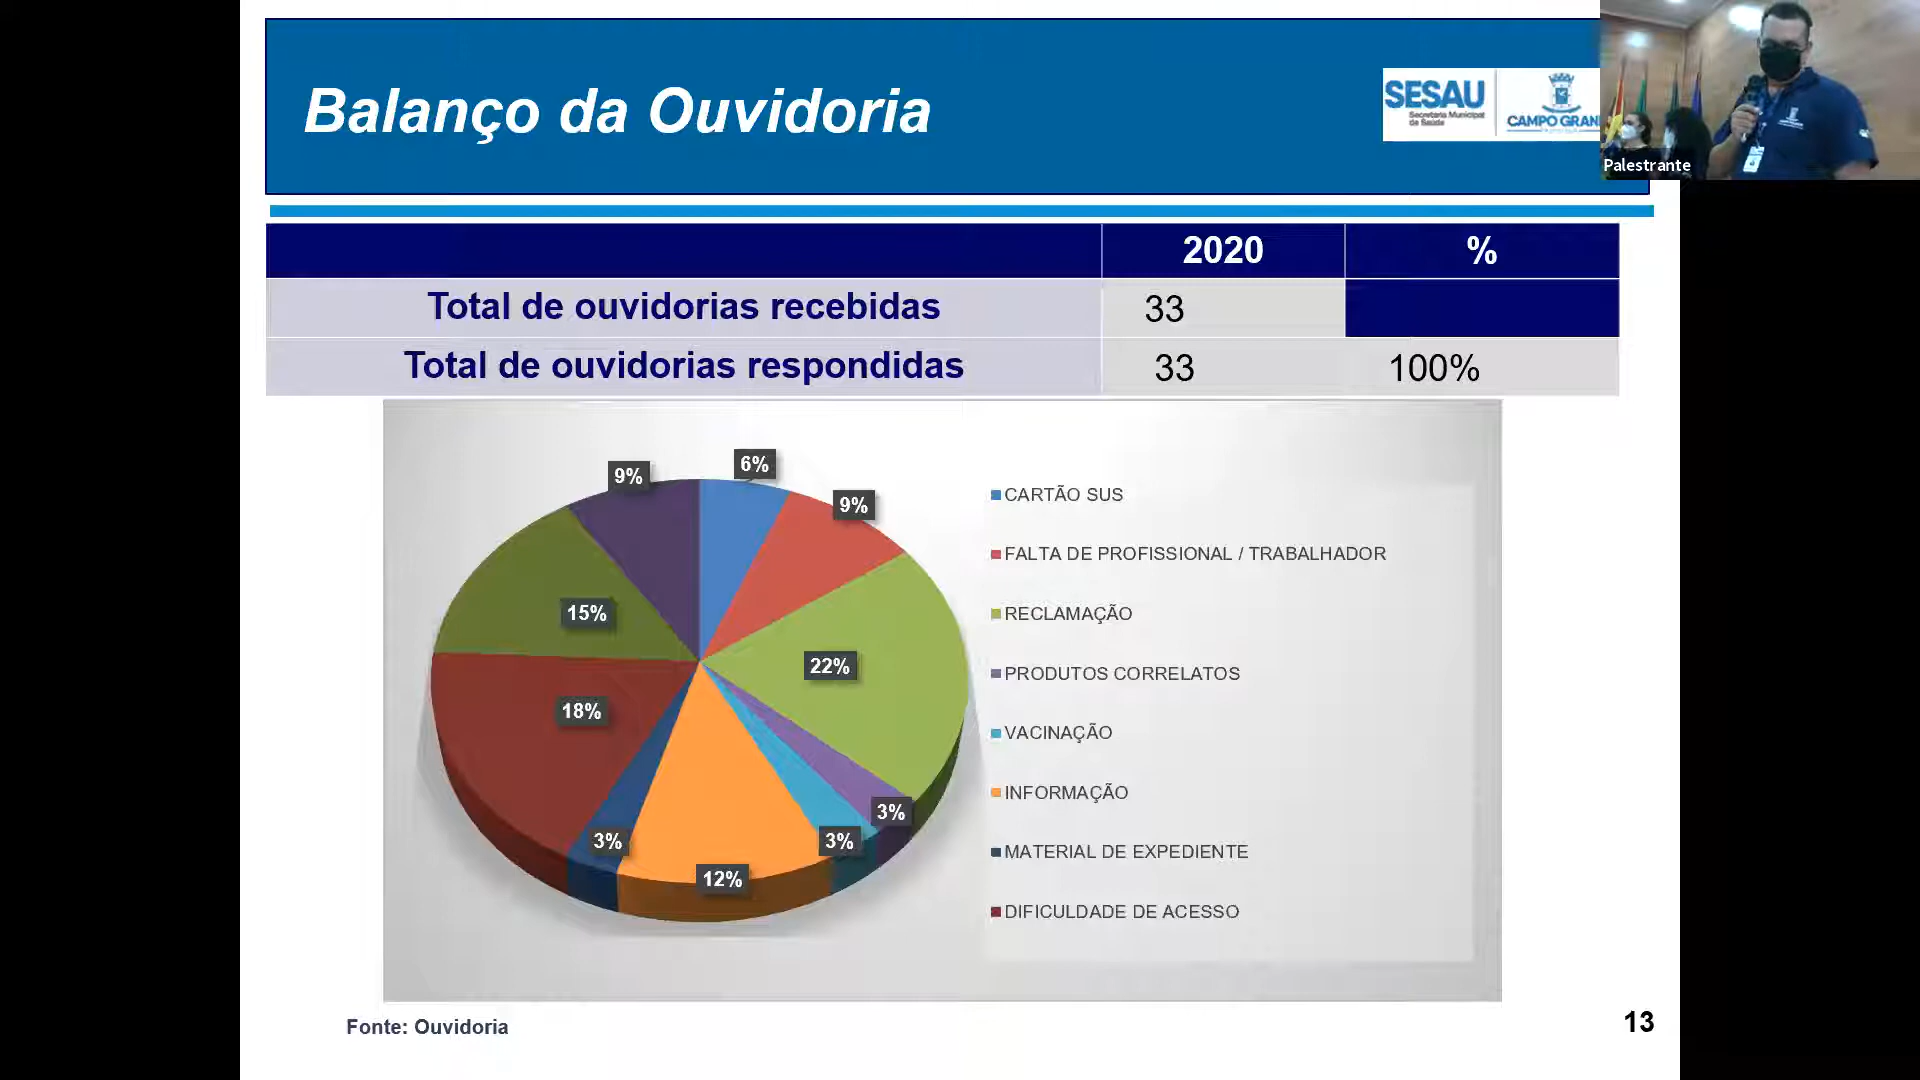 Balanço da Ouvidoria
SESAU
Secretaria Municipal
de Saúde
CAMPO GRAN
Palestrante
2020 %
Total de ouvidorias recebidas 33
Total de ouvidorias respondidas 33 100%
9%
6%
9%
15%
22%
18%
3%
3%
3%
12%
CARTÃO SUS
FALTA DE PROFISSIONAL / TRABALHADOR
RECLAMAÇÃO
PRODUTOS CORRELATOS
VACINAÇÃO
INFORMAÇÃO
MATERIAL DE EXPEDIENTE
DIFICULDADE DE ACESSO
Fonte: Ouvidoria
13